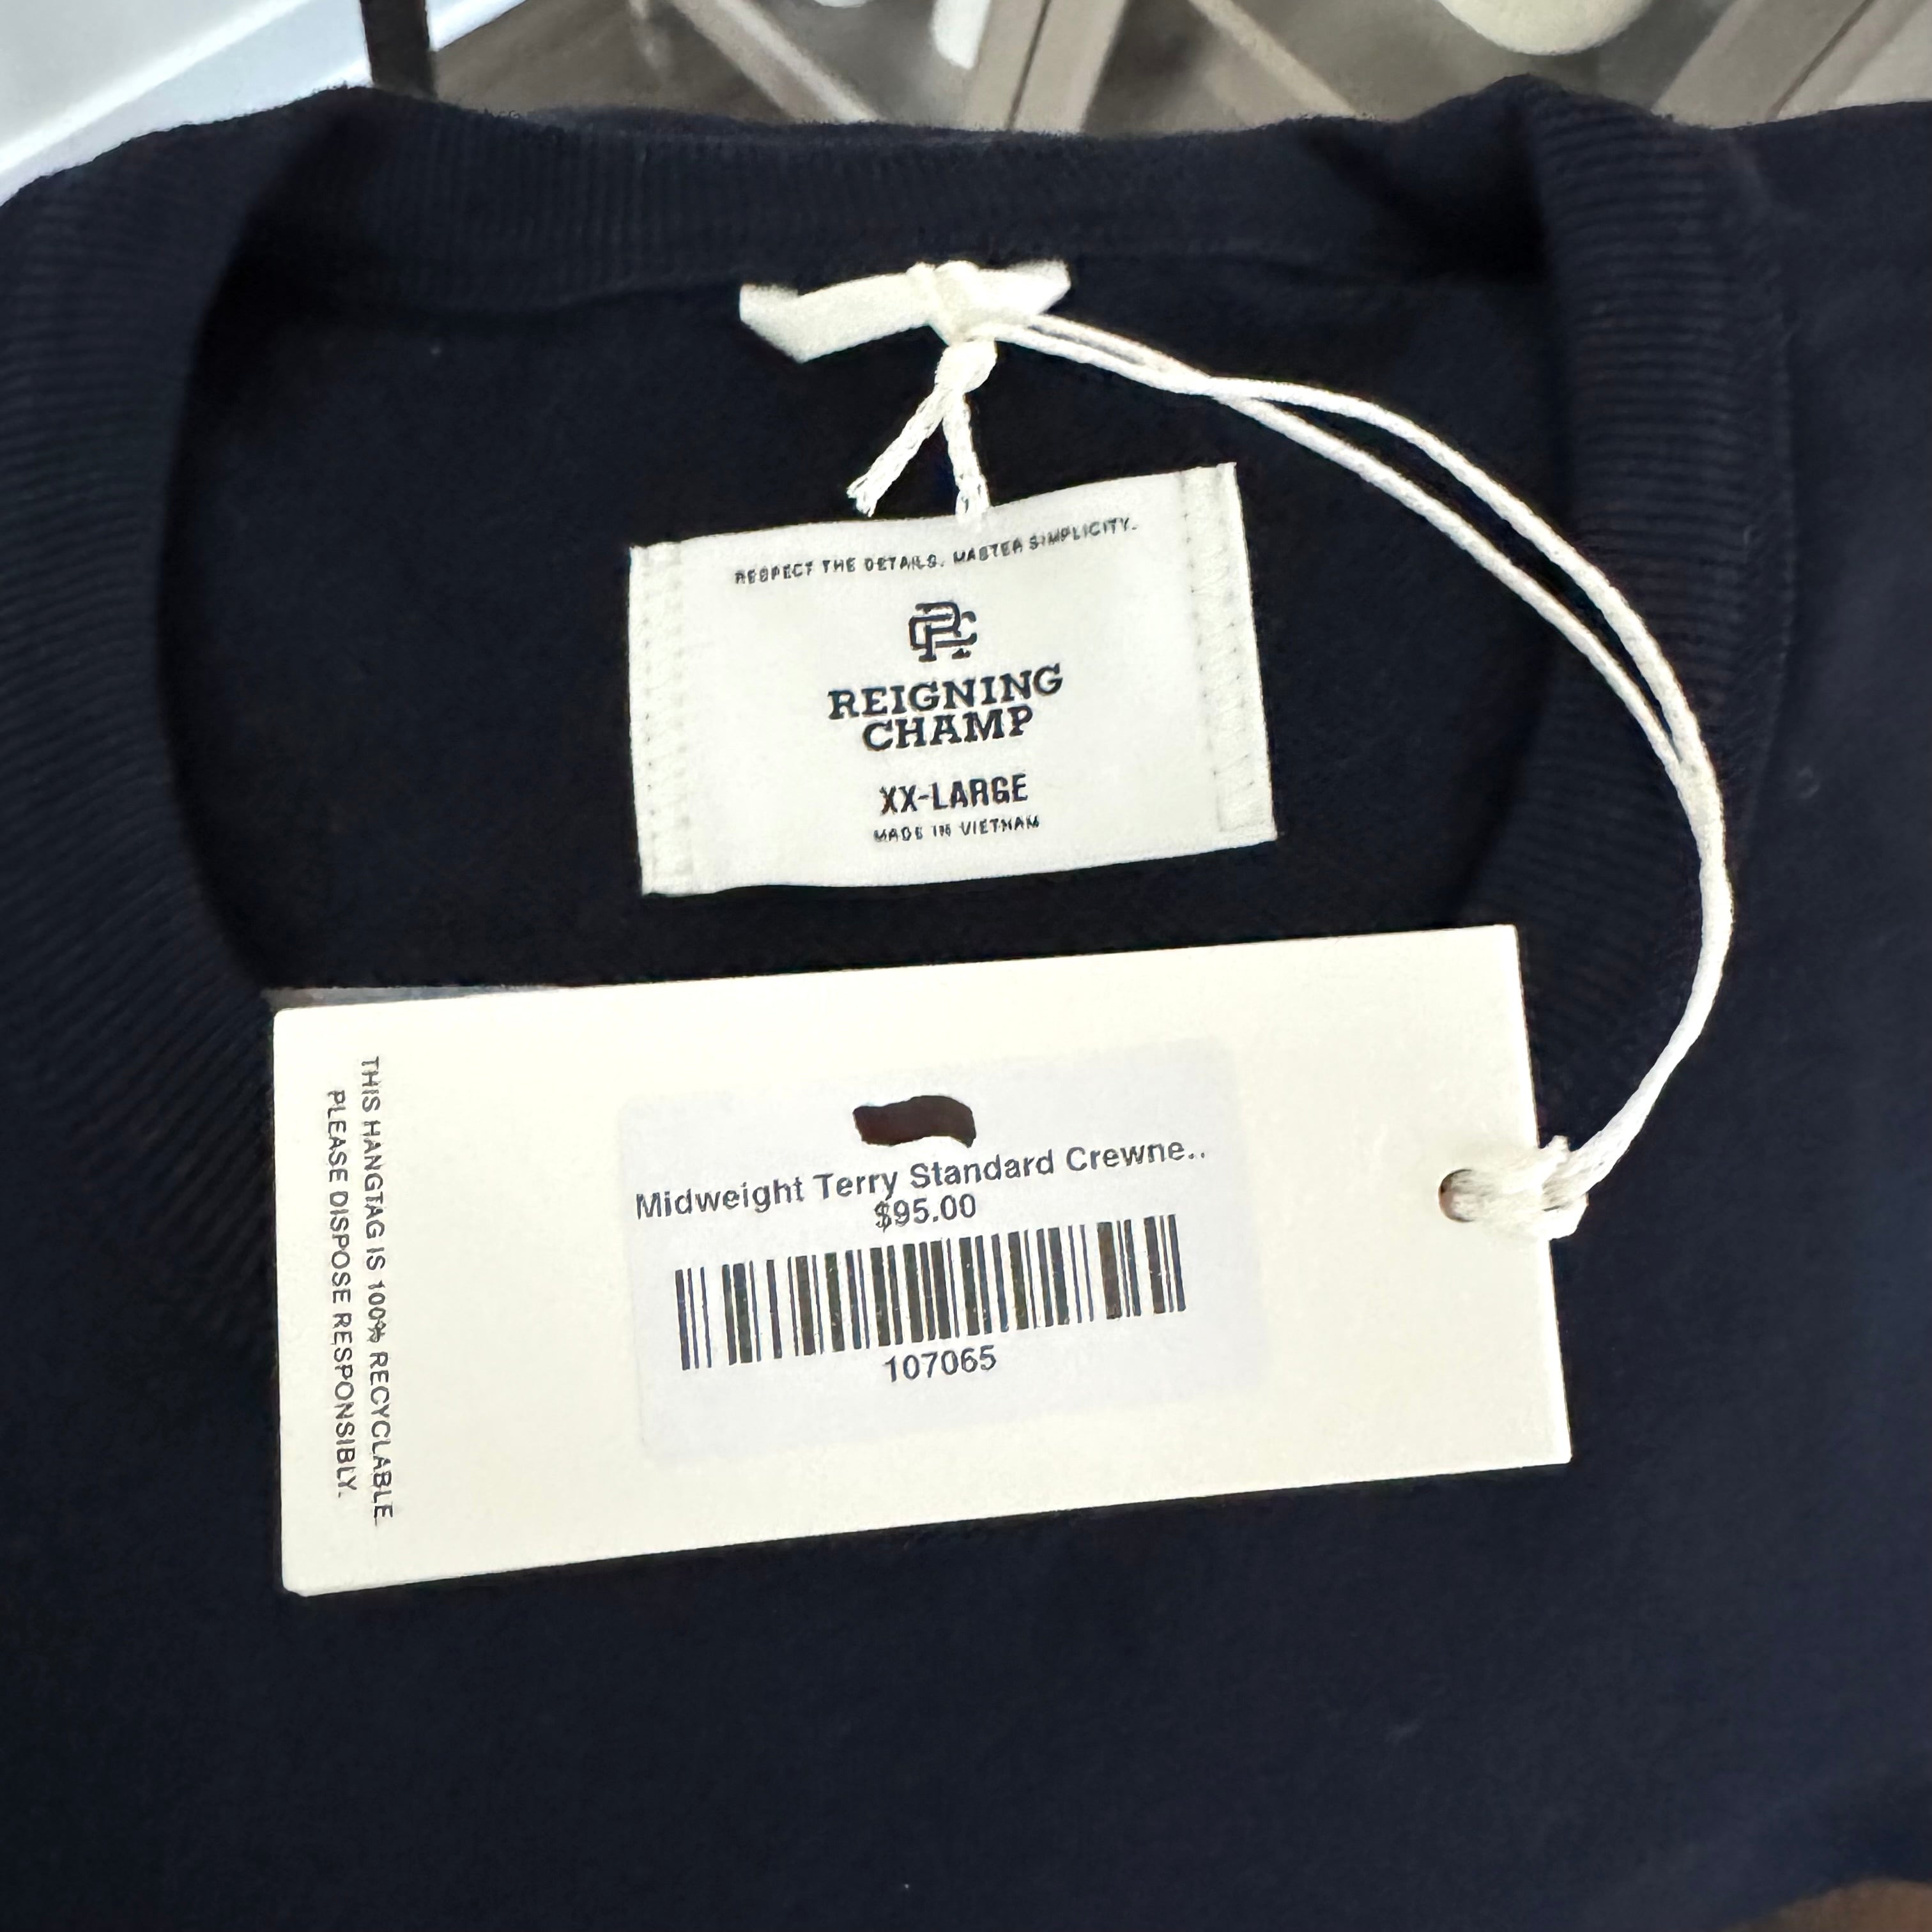 RESPECT THE DETAILS. MASTER SIMPLICITY.
RC
REIGNING
CHAMP
XX-LARGE
MADE IN VIETNAM
Midweight Terry Standard Crewne..
$95.00
107065
THIS HANGTAG IS 100% RECYCLABLE.
PLEASE DISPOSE RESPONSIBLY.